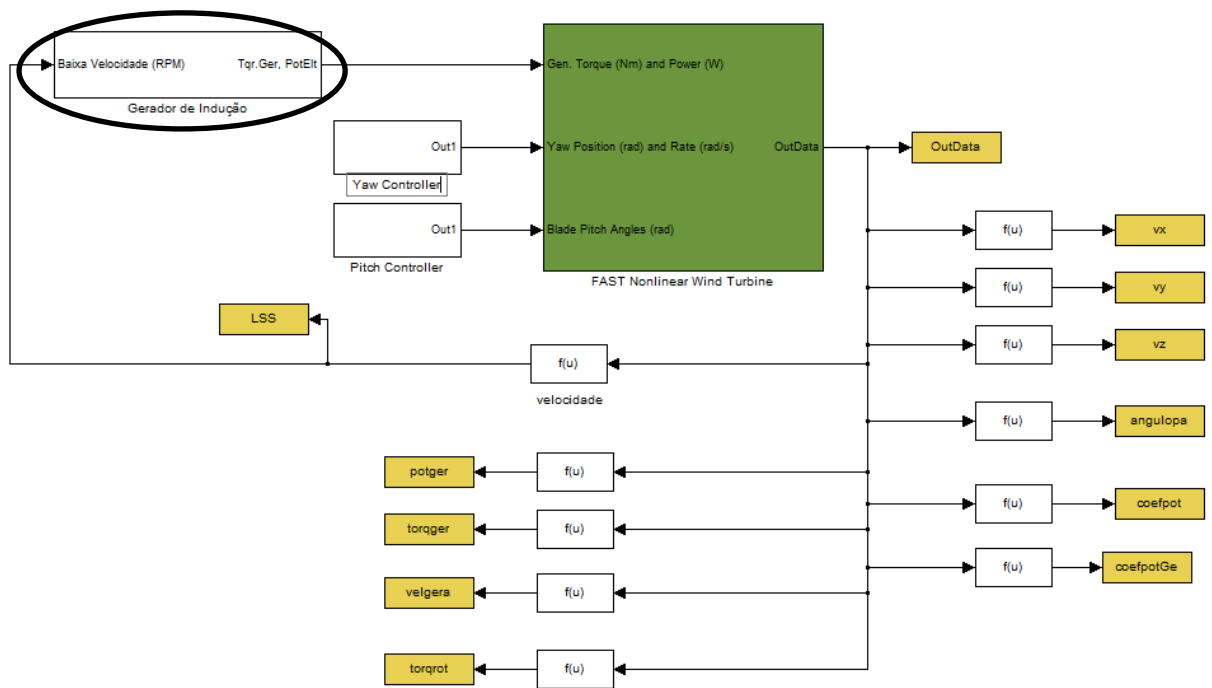 Baixa Velocidade (RPM)
Tqr.Ger, PotElt
Gerador de Indução
Gen. Torque (Nm) and Power (W)
Out1
Yaw Controller
Yaw Position (rad) and Rate (rad/s)
OutData
OutData
Out1
Pitch Controller
Blade Pitch Angles (rad)
FAST Nonlinear Wind Turbine
f(u)
vx
f(u)
vy
LSS
f(u)
vz
f(u)
velocidade
f(u)
angulopa
potger
f(u)
f(u)
coefpot
torqger
f(u)
f(u)
coefpotGe
velgera
f(u)
torqrot
f(u)